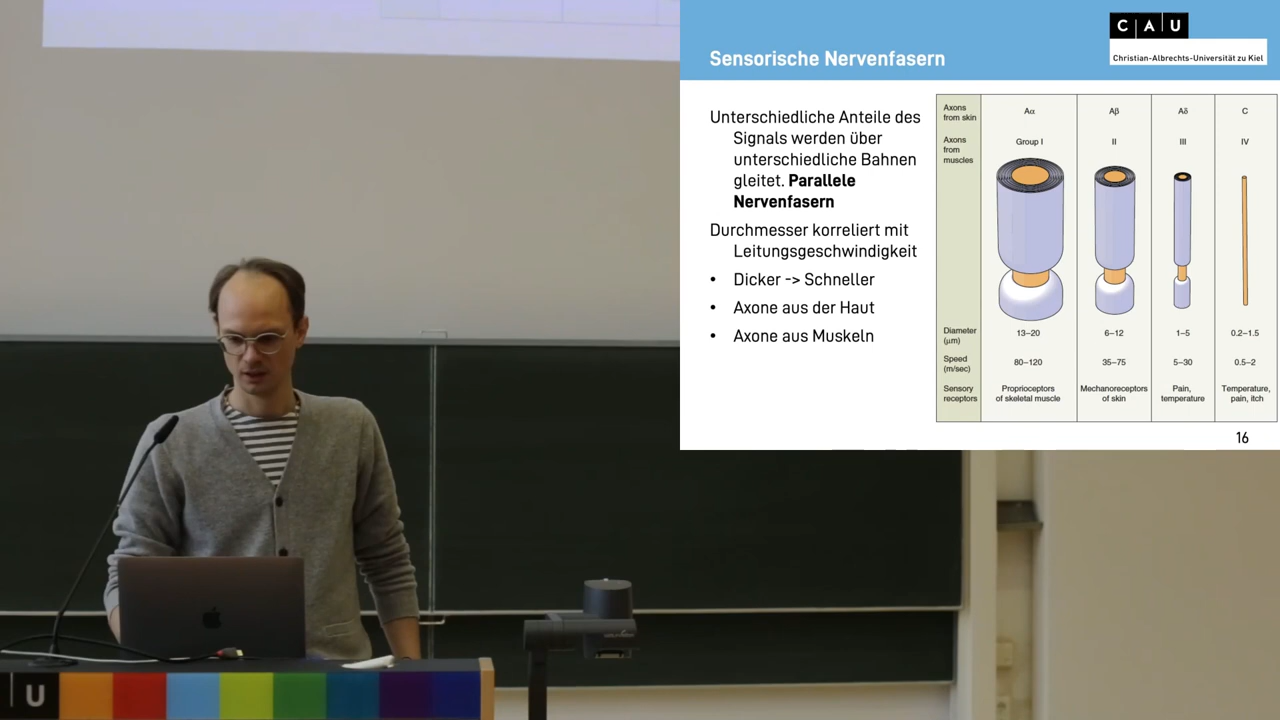 Sensorische Nervenfasern
C A U
Christian-Albrechts-Universität zu Kiel
Unterschiedliche Anteile des
Signals werden über
unterschiedliche Bahnen
gleitet. Parallele
Nervenfasern
Durchmesser korreliert mit
Leitungsgeschwindigkeit
• Dicker -> Schneller
• Axone aus der Haut
• Axone aus Muskeln
Axons from skin Aα Aβ Aδ C
Axons from muscles Group I II III IV
Diameter (μm) 13–20 6–12 1–5 0.2–1.5
Speed (m/sec) 80–120 35–75 5–30 0.5–2
Sensory receptors Proprioceptors of skeletal muscle Mechanoreceptors of skin Pain, temperature Temperature, pain, itch
16
U